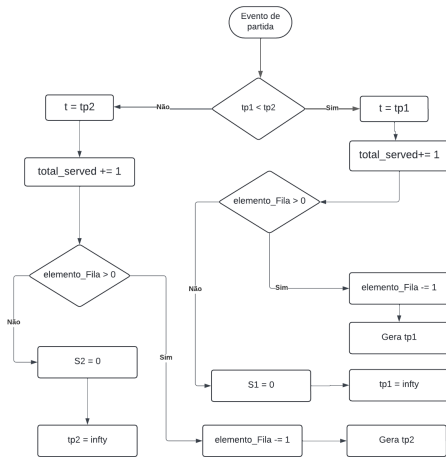 Evento de
partida
tp1 < tp2
Não
Sim
t = tp2
t = tp1
total_served += 1
total_served+= 1
elemento_Fila > 0
elemento_Fila > 0
Não
Sim
elemento_Fila -= 1
Gera tp1
Não
Sim
S2 = 0
S1 = 0
tp1 = infty
tp2 = infty
elemento_Fila -= 1
Gera tp2